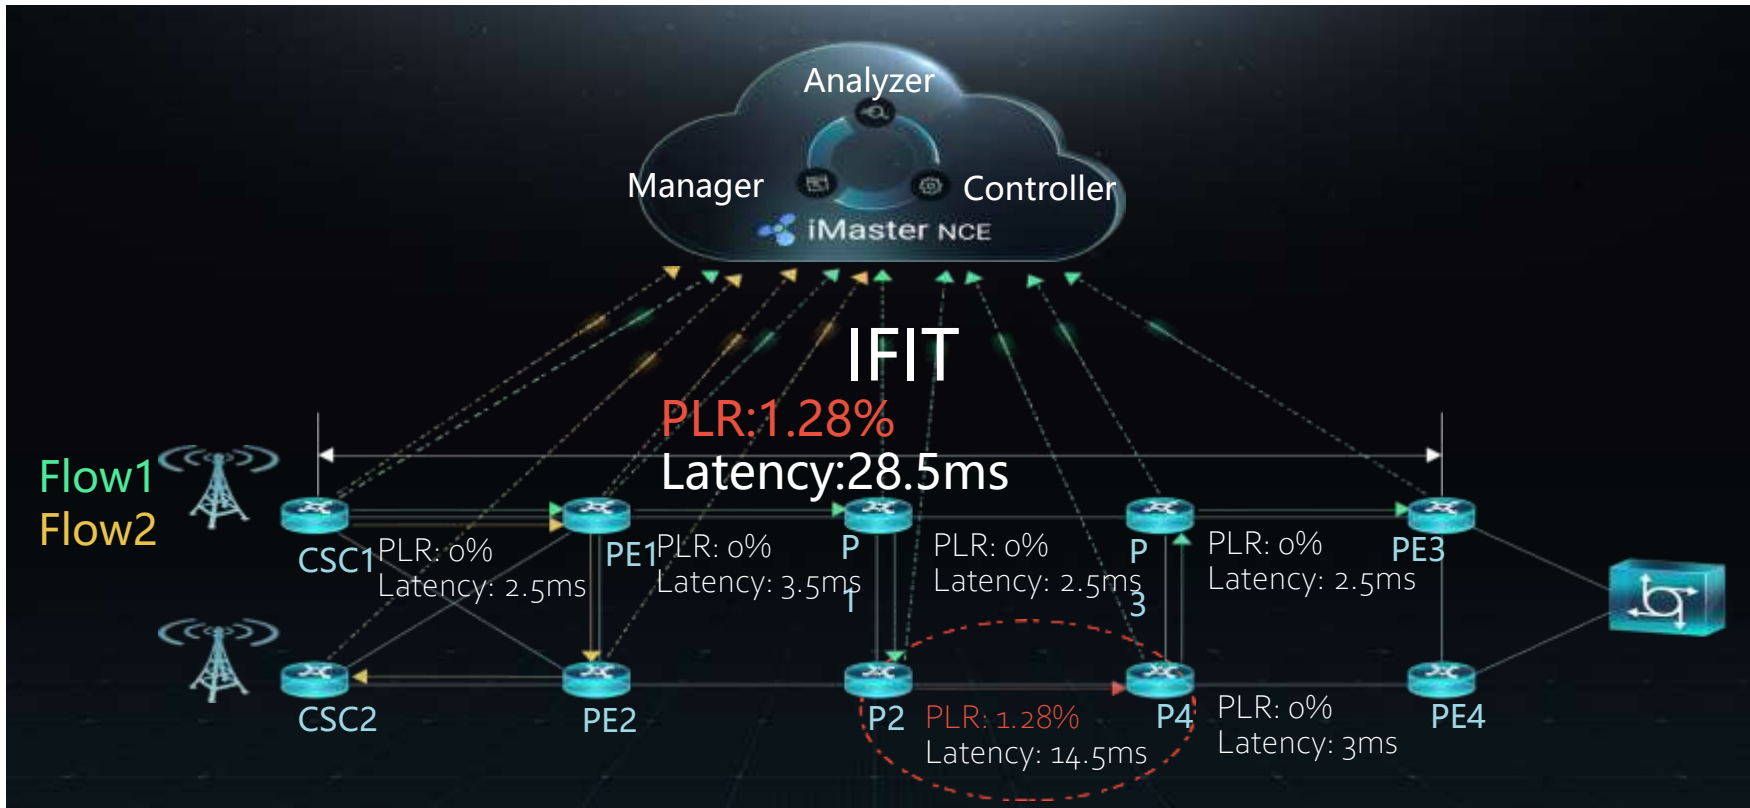 Analyzer
Manager
Controller
iMaster NCE
IFIT
PLR:1.28%
Latency:28.5ms
Flow1
Flow2
CSC1
PLR: 0%
Latency: 2.5ms
PE1
PLR: 0%
Latency: 3.5ms
P
1
PLR: 0%
Latency: 2.5ms
P
3
PLR: 0%
Latency: 2.5ms
PE3
CSC2
PE2
P2
PLR: 1.28%
Latency: 14.5ms
P4
PLR: 0%
Latency: 3ms
PE4